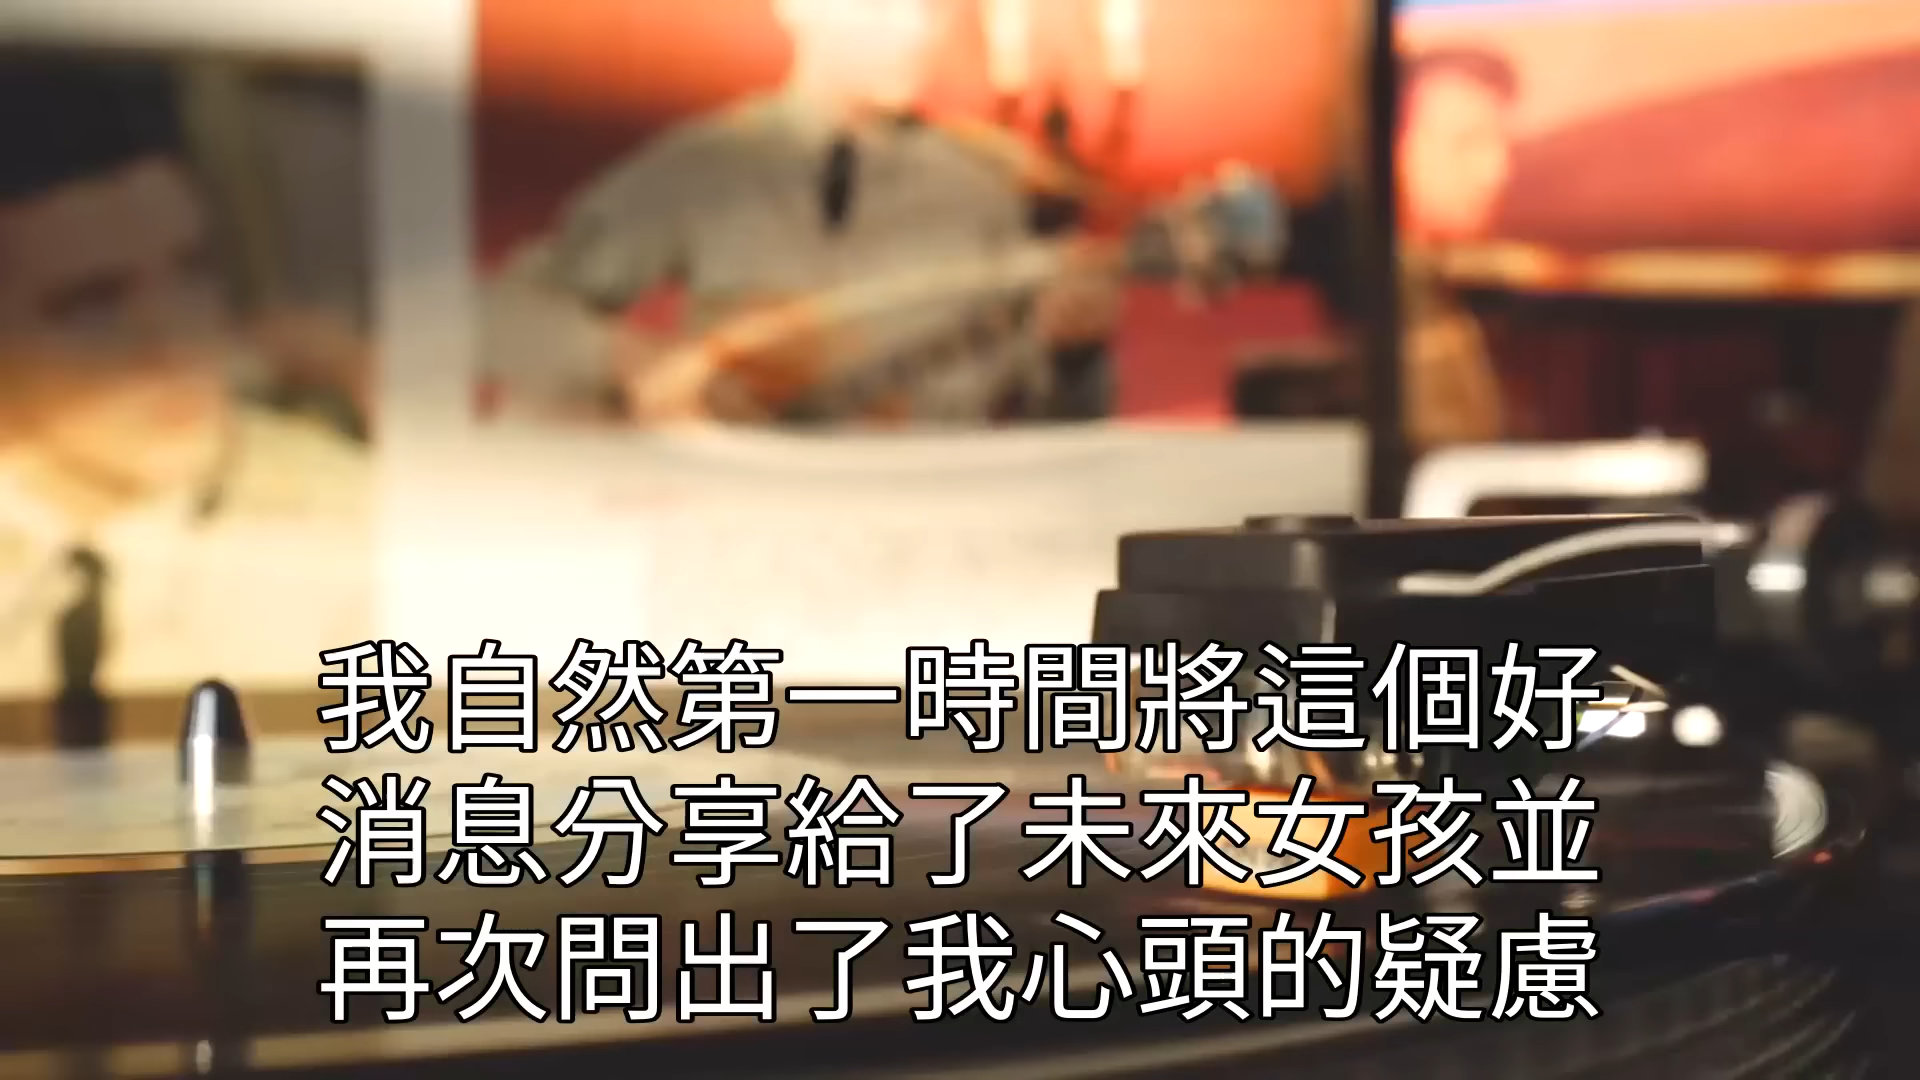 我自然第一時間將這個好
消息分享給了未來女孩並
再次問出了我心頭的疑慮